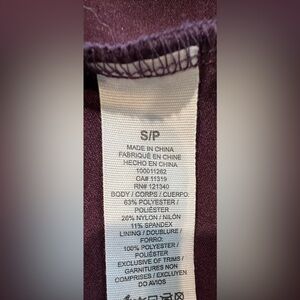 S/P
MADE IN CHINA
FABRIQUÉ EN CHINE
HECHO EN CHINA
100011262
CA# 11319
RN# 121340
BODY / CORPS / CUERPO
63% POLYESTER /
POLIÉSTER
26% NYLON / NILÓN
11% SPANDEX
LINING / DOUBLURE /
FORRO:
100% POLYESTER /
POLIÉSTER
EXCLUSIVE OF TRIMS /
GARNITURES NON
COMPRISES / EXCLUYEN
DO AVIOS